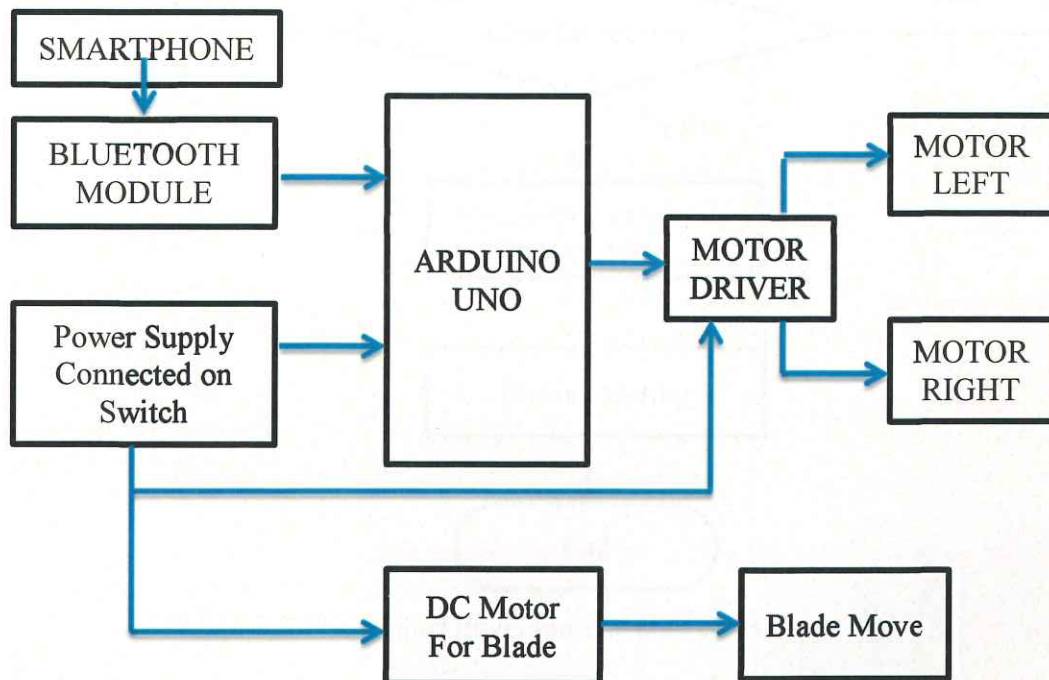 SMARTPHONE
BLUETOOTH
MODULE
Power Supply
Connected on
Switch
ARDUINO
UNO
MOTOR
DRIVER
MOTOR
LEFT
MOTOR
RIGHT
DC Motor
For Blade
Blade Move